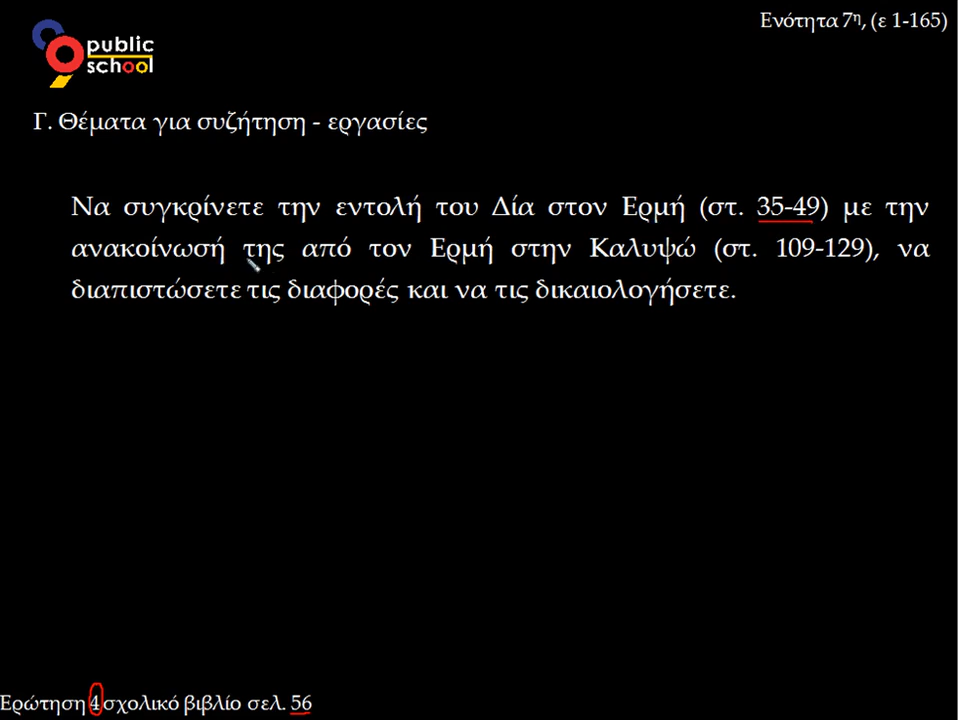 Ενότητα 7η, (ε 1-165)
public
school
Γ. Θέματα για συζήτηση - εργασίες
Να συγκρίνετε την εντολή του Δία στον Ερμή (στ. 35-49) με την
ανακοίνωσή της από τον Ερμή στην Καλυψώ (στ. 109-129), να
διαπιστώσετε τις διαφορές και να τις δικαιολογήσετε.
Ερώτηση 4 σχολικό βιβλίο σελ. 56